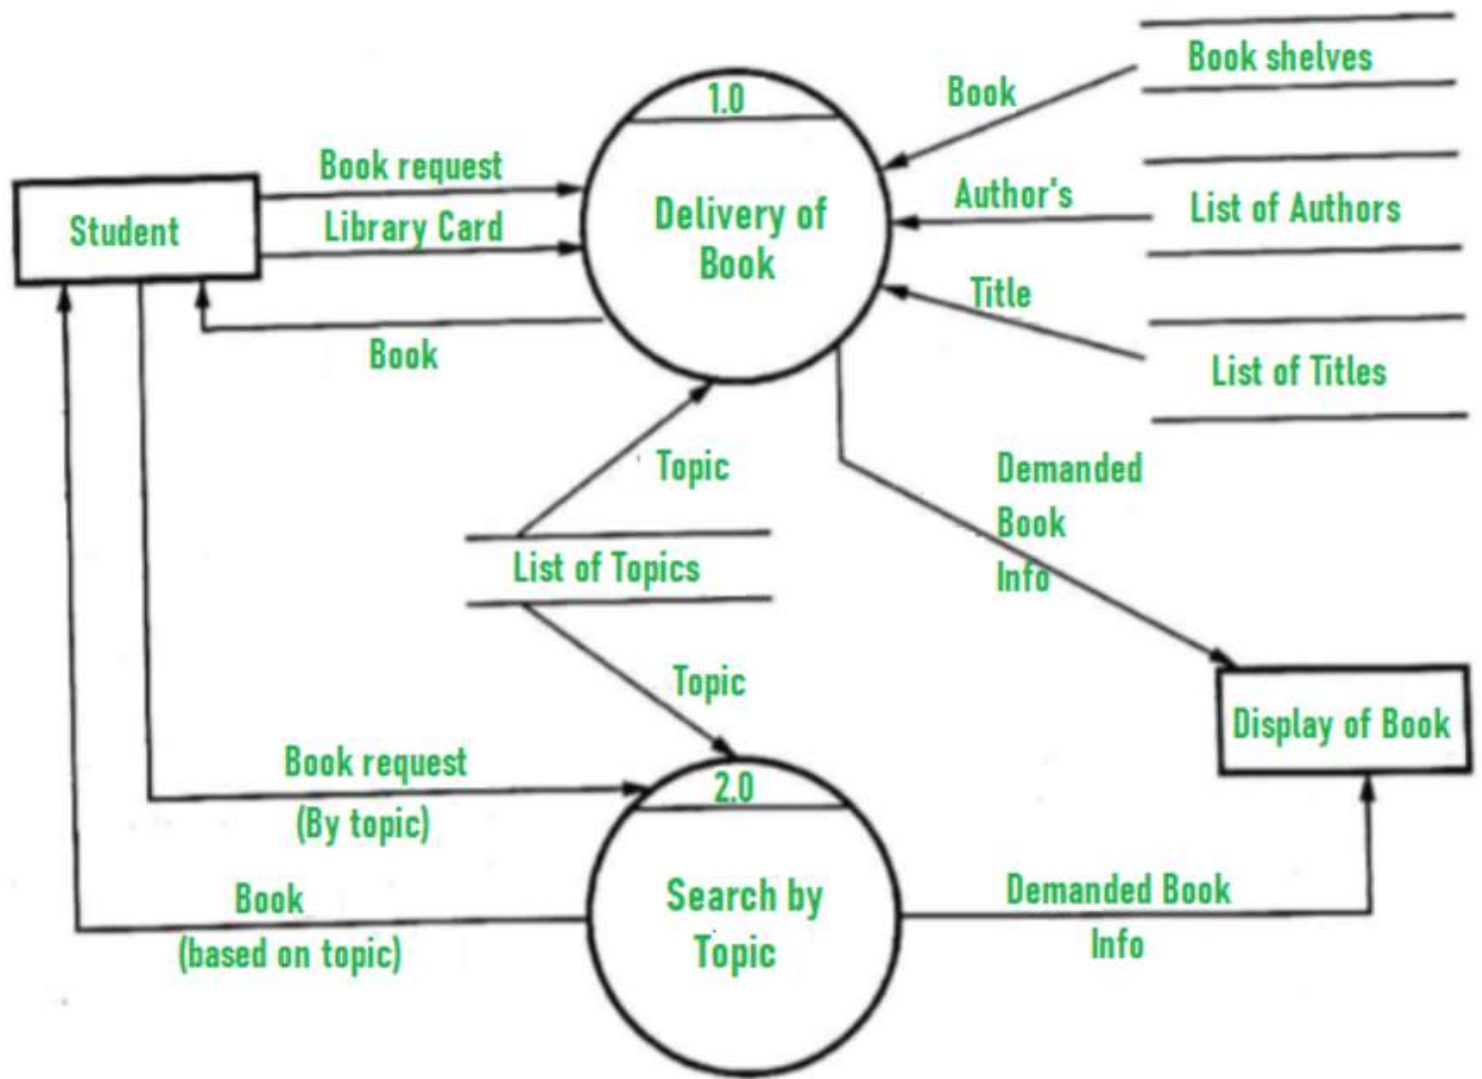 Book shelves
1.0
Book
Book request
Author's
List of Authors
Student
Library Card
Delivery of
Book
Title
Book
List of Titles
Topic
Demanded
Book
Info
List of Topics
Topic
Display of Book
Book request
(By topic)
2.0
Search by
Topic
Book
(based on topic)
Demanded Book
Info